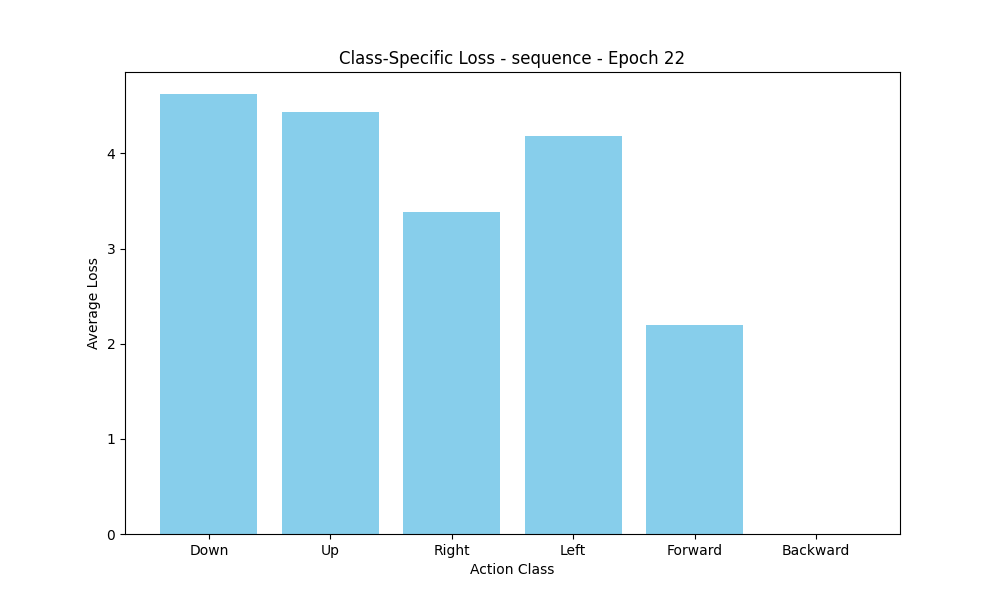 Class-Specific Loss - sequence - Epoch 22
Average Loss
4
3
2
1
0
Down Up Right Left Forward Backward
Action Class